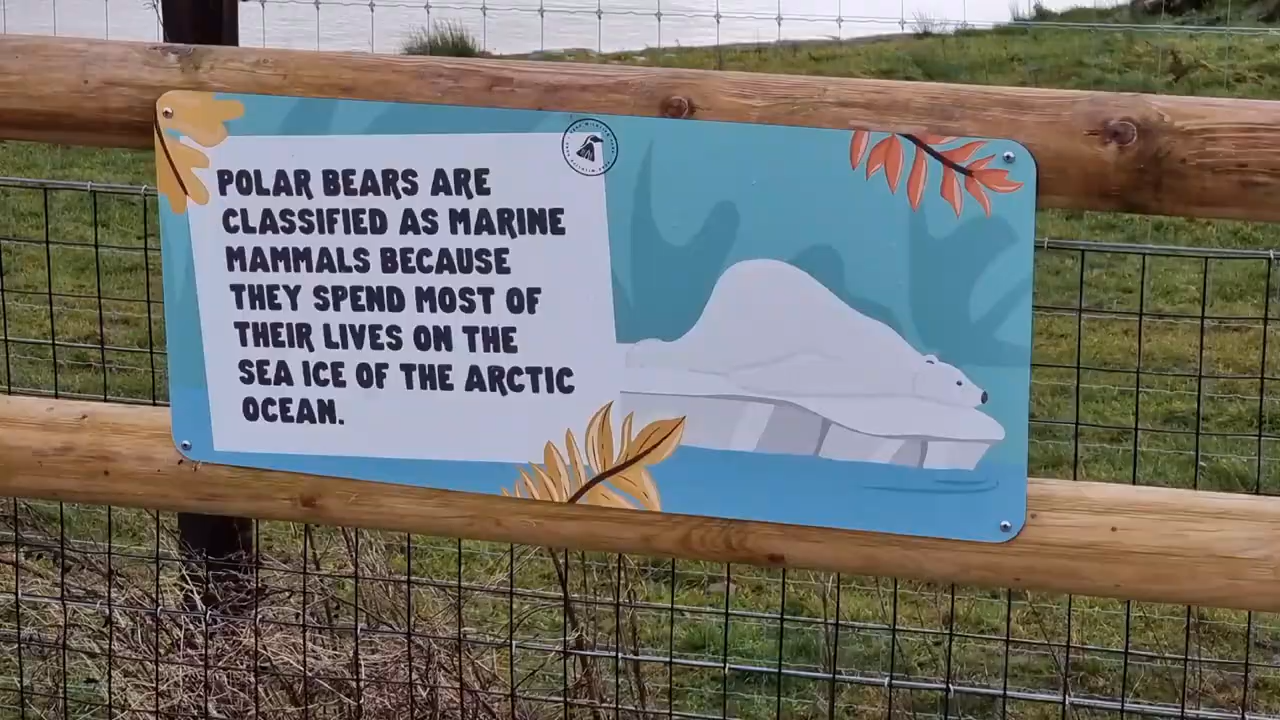 POLAR BEARS ARE
CLASSIFIED AS MARINE
MAMMALS BECAUSE
THEY SPEND MOST OF
THEIR LIVES ON THE
SEA ICE OF THE ARCTIC
OCEAN.